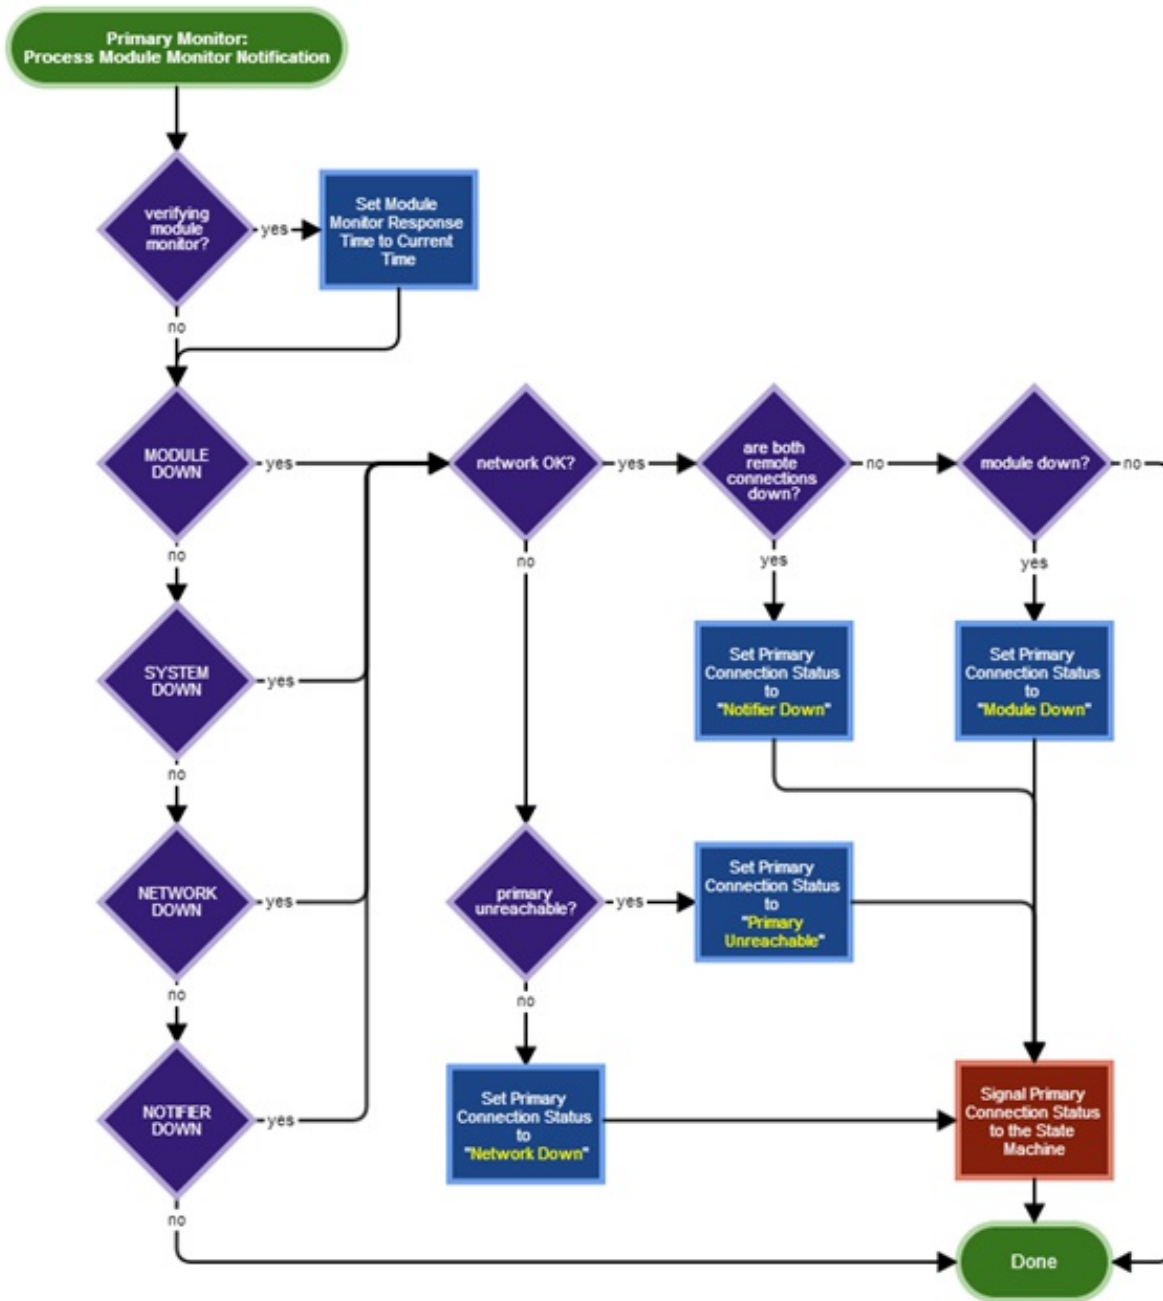 Primary Monitor:
Process Module Monitor Notification
verifying
module
monitor?
yes
Set Module
Monitor Response
Time to Current
Time
no
MODULE
DOWN
yes
network OK?
yes
are both
remote
connections
down?
no
module down?
no
no
no
yes
yes
SYSTEM
DOWN
yes
Set Primary
Connection Status
to
"Notifier Down"
Set Primary
Connection Status
to
"Module Down"
no
NETWORK
DOWN
yes
primary
unreachable?
yes
Set Primary
Connection Status
to
"Primary
Unreachable"
no
no
NOTIFIER
DOWN
yes
Set Primary
Connection Status
to
"Network Down"
Signal Primary
Connection Status
to the State
Machine
no
Done